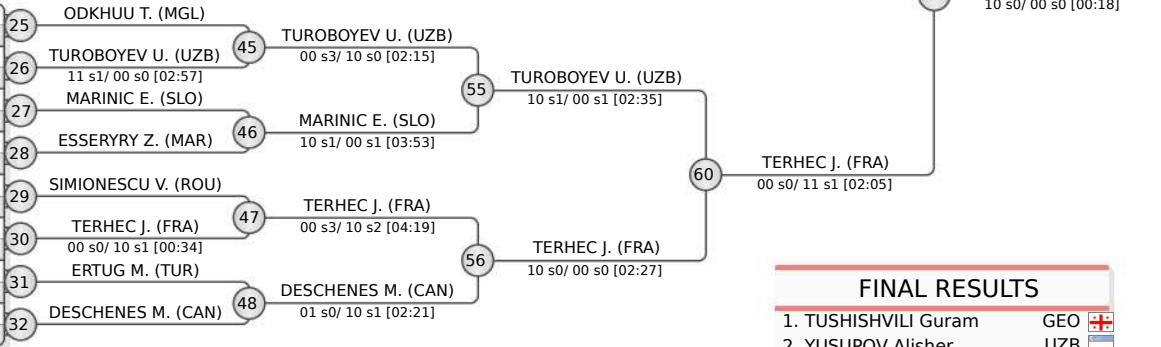 10 s0/ 00 s0 [00:18]
25
ODKHUU T. (MGL)
45
TUROBOYEV U. (UZB)
00 s3/ 10 s0 [02:15]
26
TUROBOYEV U. (UZB)
11 s1/ 00 s0 [02:57]
55
TUROBOYEV U. (UZB)
10 s1/ 00 s1 [02:35]
27
MARINIC E. (SLO)
46
MARINIC E. (SLO)
10 s1/ 00 s1 [03:53]
28
ESSERYRY Z. (MAR)
60
TERHEC J. (FRA)
00 s0/ 11 s1 [02:05]
29
SIMIONESCU V. (ROU)
47
TERHEC J. (FRA)
00 s3/ 10 s2 [04:19]
30
TERHEC J. (FRA)
00 s0/ 10 s1 [00:34]
56
TERHEC J. (FRA)
10 s0/ 00 s0 [02:27]
31
ERTUG M. (TUR)
48
DESCHENES M. (CAN)
01 s0/ 10 s1 [02:21]
32
DESCHENES M. (CAN)
FINAL RESULTS
1. TUSHISHVILI Guram GEO
2. YUSUPOV Alisher UZB